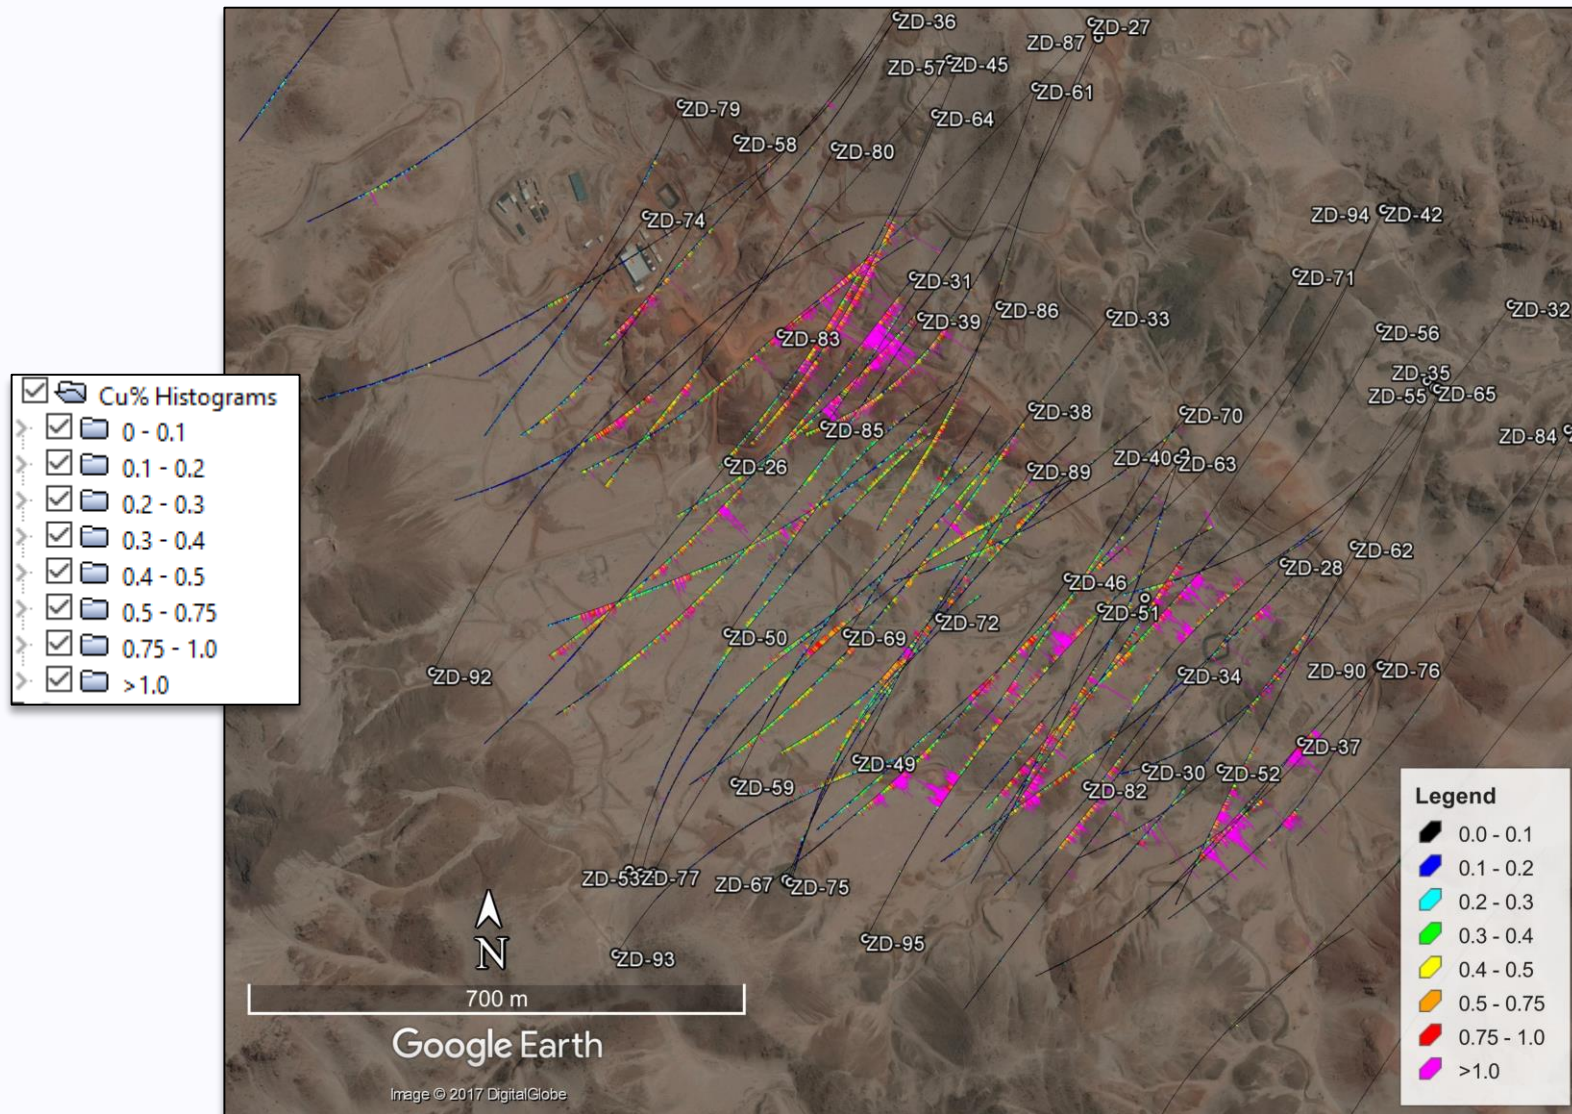 Cu% Histograms
0 - 0.1
0.1 - 0.2
0.2 - 0.3
0.3 - 0.4
0.4 - 0.5
0.5 - 0.75
0.75 - 1.0
>1.0
ZD-36
ZD-27
ZD-87
ZD-57
ZD-45
ZD-61
ZD-79
ZD-64
ZD-58
ZD-80
ZD-74
ZD-94
ZD-42
ZD-31
ZD-71
ZD-86
ZD-33
ZD-32
ZD-39
ZD-83
ZD-56
ZD-35
ZD-55
ZD-65
ZD-38
ZD-70
ZD-85
ZD-84
ZD-26
ZD-40
ZD-63
ZD-89
ZD-62
ZD-28
ZD-46
ZD-51
ZD-72
ZD-50
ZD-69
ZD-92
ZD-34
ZD-90
ZD-76
ZD-37
ZD-49
ZD-30
ZD-52
ZD-59
ZD-82
ZD-53
ZD-77
ZD-67
ZD-75
ZD-95
ZD-93
N
700 m
Google Earth
Image © 2017 DigitalGlobe
Legend
0.0 - 0.1
0.1 - 0.2
0.2 - 0.3
0.3 - 0.4
0.4 - 0.5
0.5 - 0.75
0.75 - 1.0
>1.0